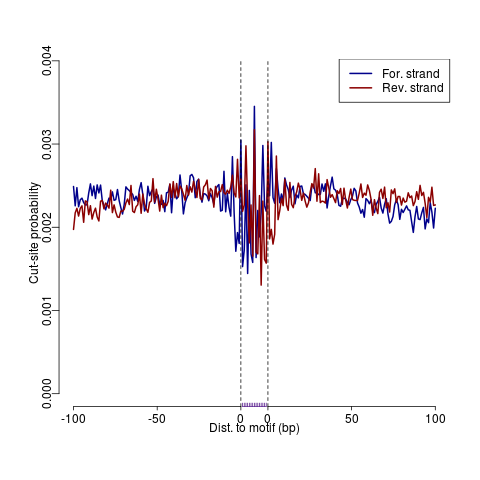 For. strand
Rev. strand
Cut-site probability
0.004
0.003
0.002
0.001
0.000
-100 -50 0 0 50 100
Dist. to motif (bp)